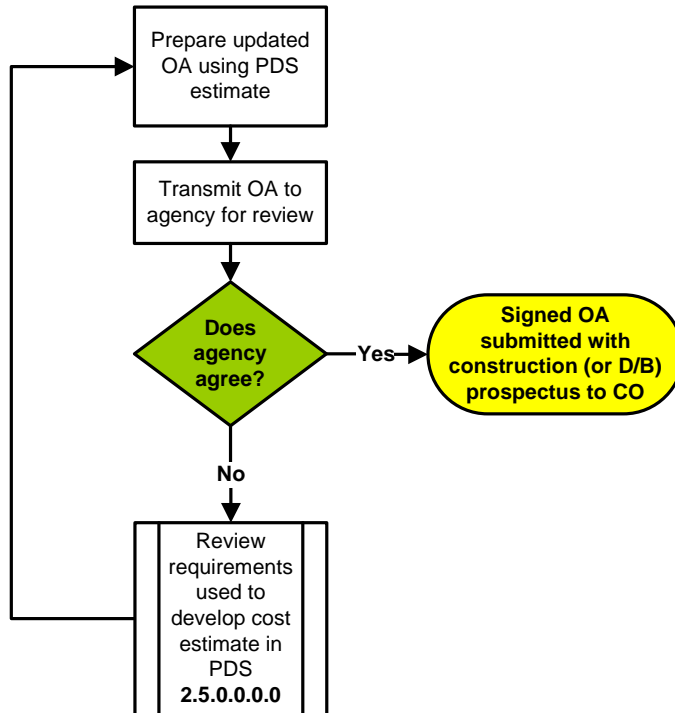 Prepare updated
OA using PDS
estimate
Transmit OA to
agency for review
Does
agency
agree?
Yes
Signed OA
submitted with
construction (or D/B)
prospectus to CO
No
Review
requirements
used to
develop cost
estimate in
PDS
2.5.0.0.0.0